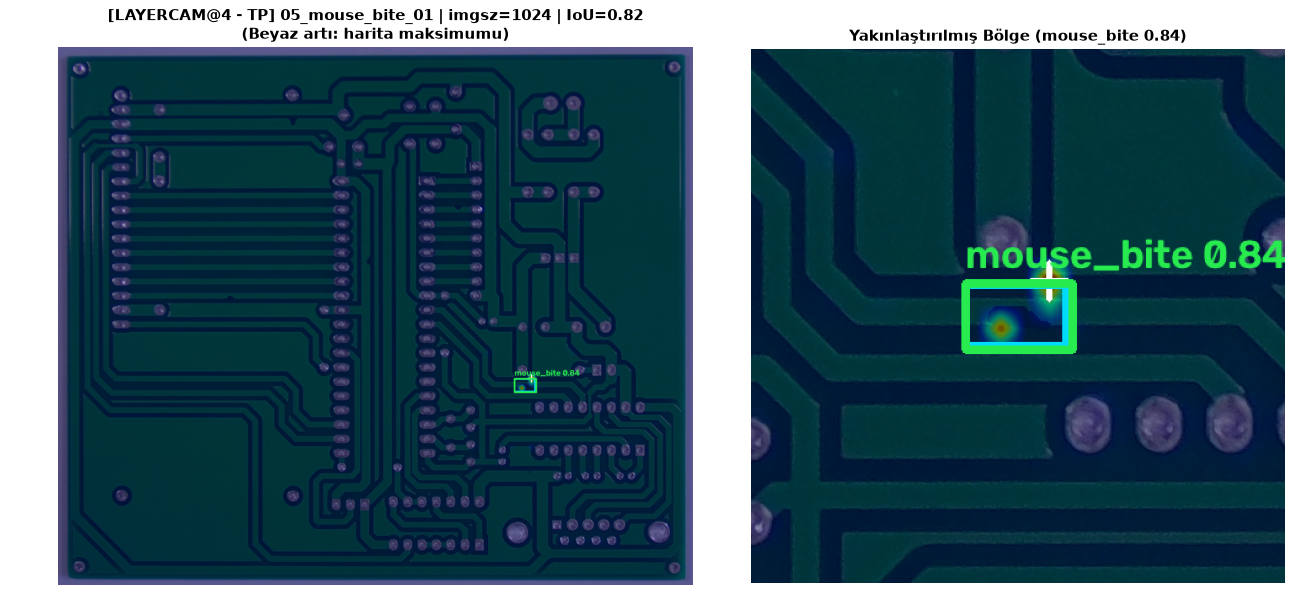 [LAYERCAM@4 - TP] 05_mouse_bite_01 | imgsz=1024 | IoU=0.82
(Beyaz artı: harita maksimumu)
Yakınlaştırılmış Bölge (mouse_bite 0.84)
mouse_bite 0.84
mouse_bite 0.84